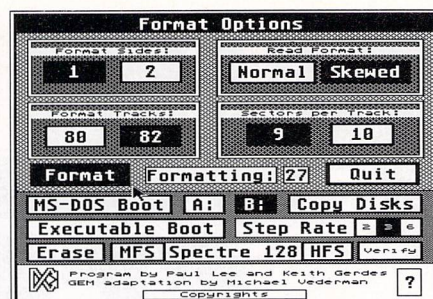 Format Options
Format Sides:
1 2
Read Format:
Normal Skewed
Format Tracks:
80 82
Sectors per Track:
9 10
Format Formatting: 27 Quit
MS-DOS Boot A: B: Copy Disks
Executable Boot Step Rate 2 3 6
Erase MFS Spectre 128 HFS Verify
Program by Paul Lee and Keith Gerdes
GEM adaptation by Michael Vederman
Copyrights
?